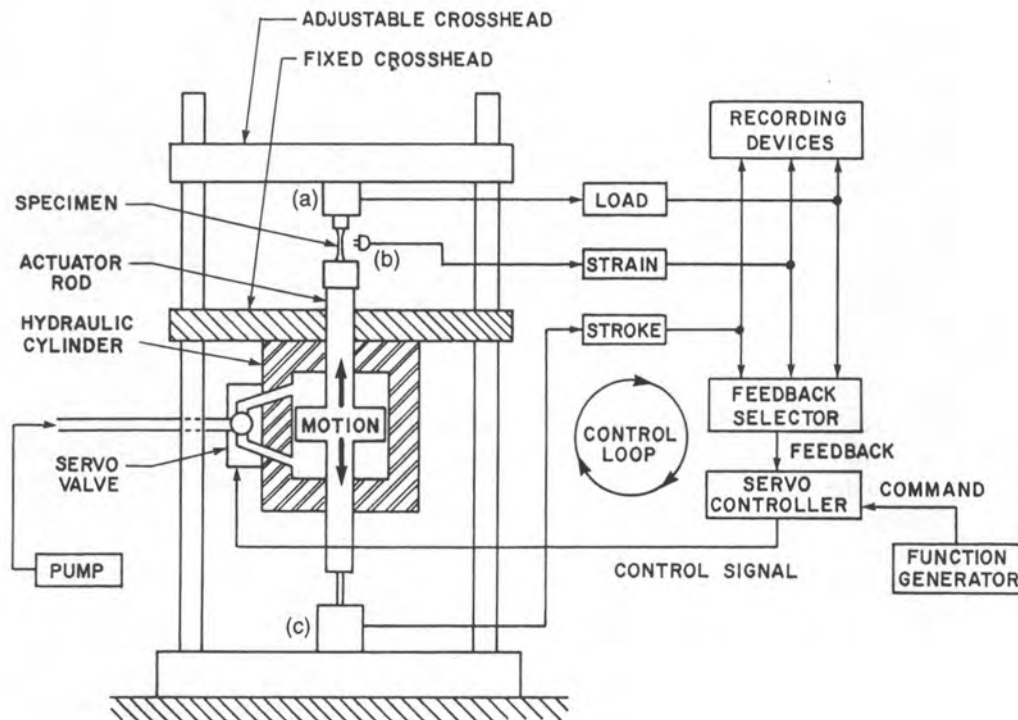 ADJUSTABLE CROSSHEAD
FIXED CROSSHEAD
RECORDING
DEVICES
(a)
SPECIMEN
LOAD
(b)
ACTUATOR
ROD
STRAIN
HYDRAULIC
CYLINDER
STROKE
MOTION
FEEDBACK
SELECTOR
CONTROL
LOOP
FEEDBACK
SERVO
VALVE
SERVO
CONTROLLER
COMMAND
PUMP
CONTROL SIGNAL
FUNCTION
GENERATOR
(c)